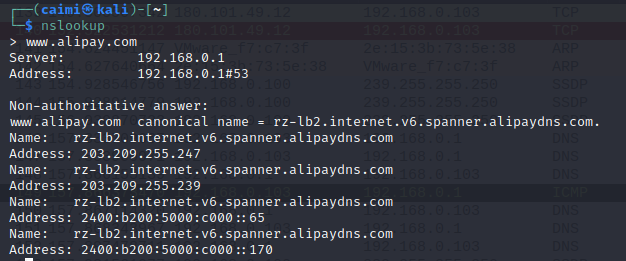 ┌──(caimi㉿kali)-[~]
└─$ nslookup
> www.alipay.com
Server:         192.168.0.1
Address:        192.168.0.1#53

Non-authoritative answer:
www.alipay.com  canonical name = rz-lb2.internet.v6.spanner.alipaydns.com.
Name:   rz-lb2.internet.v6.spanner.alipaydns.com
Address: 203.209.255.247
Name:   rz-lb2.internet.v6.spanner.alipaydns.com
Address: 203.209.255.239
Name:   rz-lb2.internet.v6.spanner.alipaydns.com
Address: 2400:b200:5000:c000::65
Name:   rz-lb2.internet.v6.spanner.alipaydns.com
Address: 2400:b200:5000:c000::170